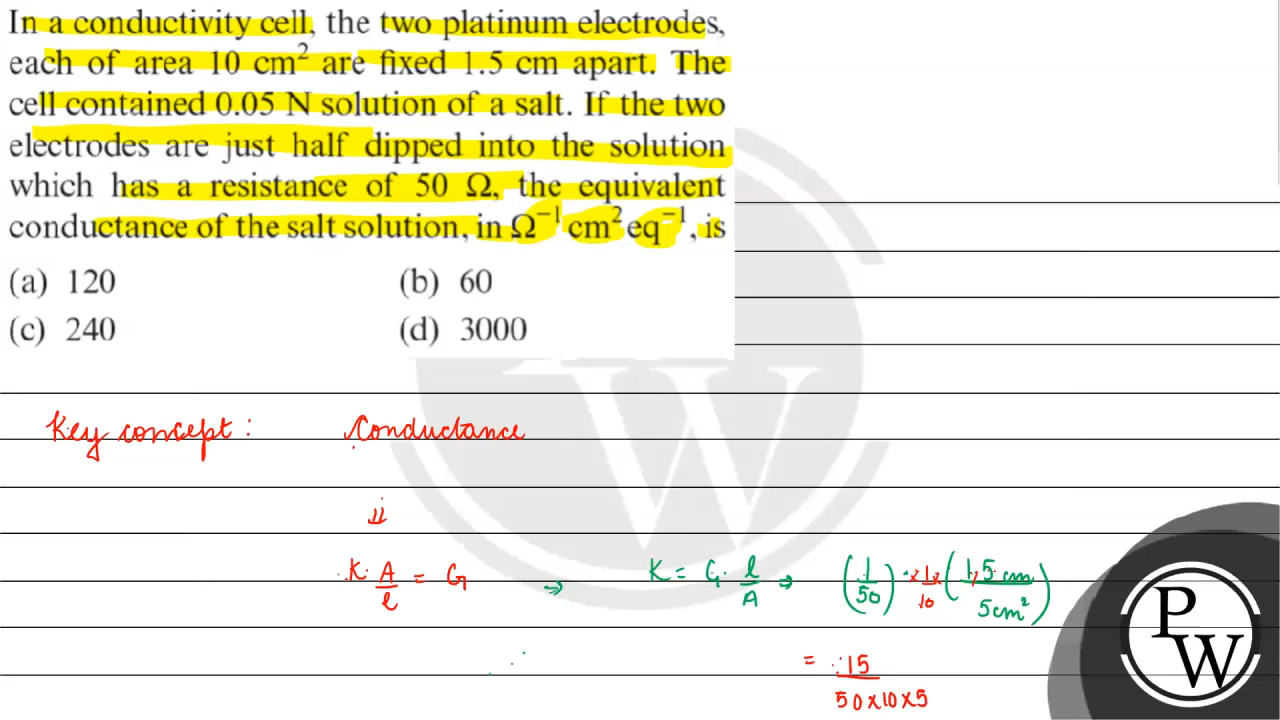 In a conductivity cell, the two platinum electrodes,
each of area 10 cm² are fixed 1.5 cm apart. The
cell contained 0.05 N solution of a salt. If the two
electrodes are just half dipped into the solution
which has a resistance of 50 Ω, the equivalent
conductance of the salt solution, in Ω⁻¹ cm² eq⁻¹, is
(a) 120 (b) 60
(c) 240 (d) 3000
Key concept : Conductance
⇓
K · A/l = G → K = G · l/A ⇒ (1/50) × 1/10 × (1,5 cm / 5 cm²)
= 15 / 50×10×5
PW